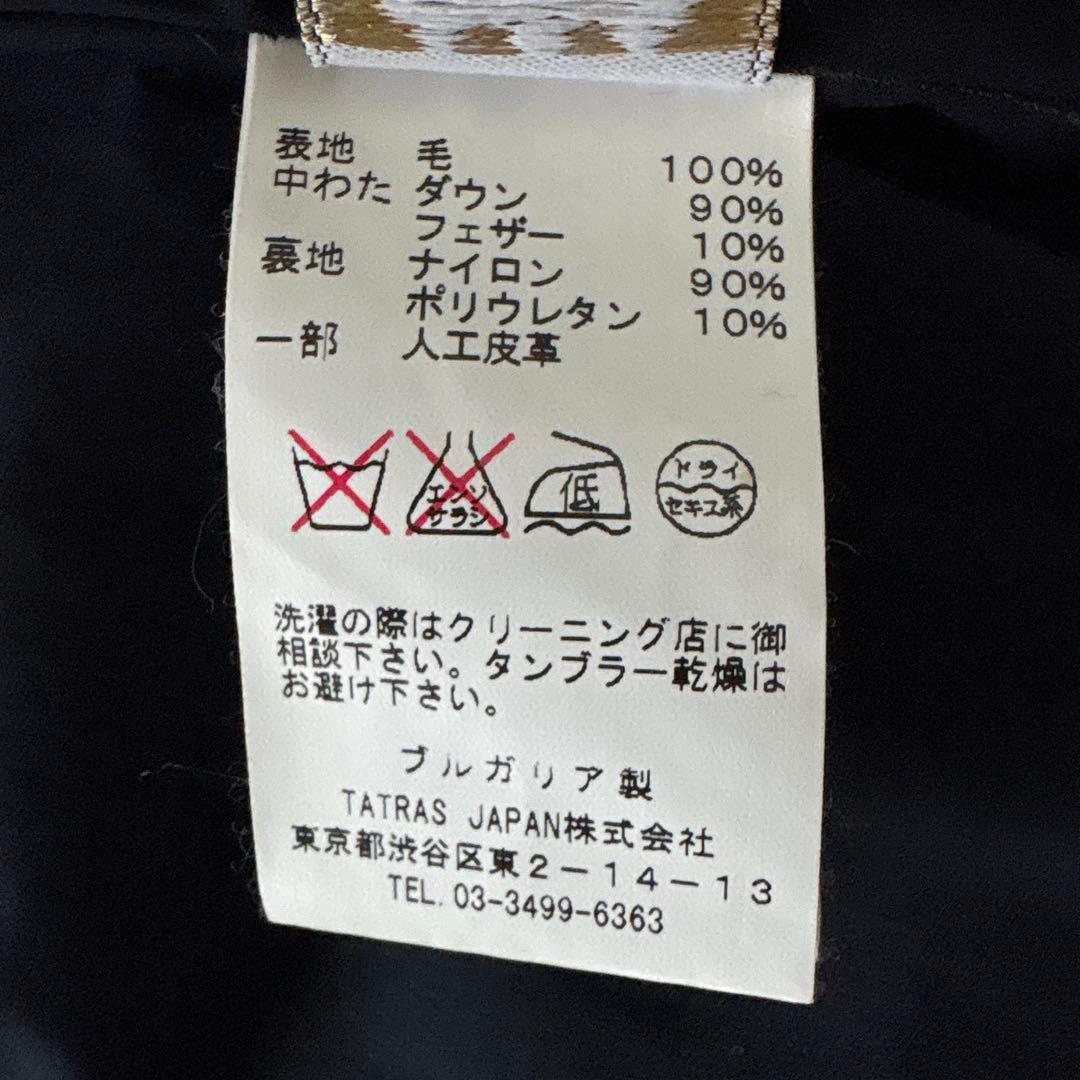 表地 毛 100%
中わた ダウン 90%
フェザー 10%
裏地 ナイロン 90%
ポリウレタン 10%
一部 人工皮革
エンソ
サラシ
低
ドライ
セキユ系
洗濯の際はクリーニング店に御
相談下さい。タンブラー乾燥は
お避け下さい。
ブルガリア製
TATRAS JAPAN株式会社
東京都渋谷区東2-14-13
TEL. 03-3499-6363